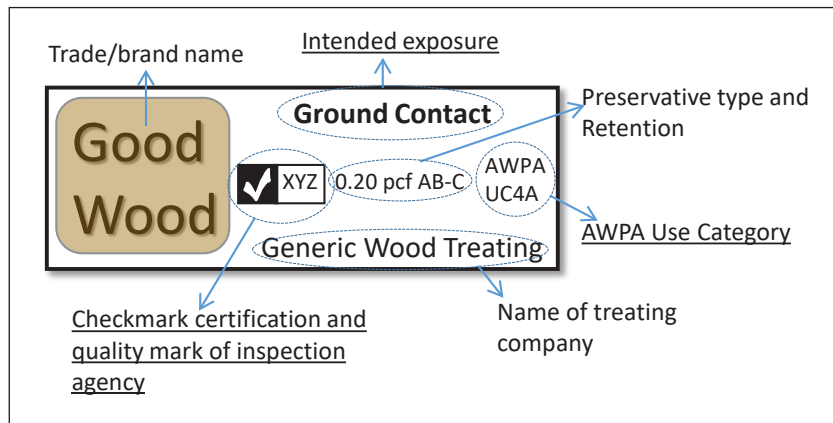 Intended exposure
Trade/brand name
Preservative type and
Retention
Ground Contact
Good
Wood
XYZ
0.20 pcf AB-C
AWPA
UC4A
Generic Wood Treating
AWPA Use Category
Checkmark certification and
quality mark of inspection
agency
Name of treating
company